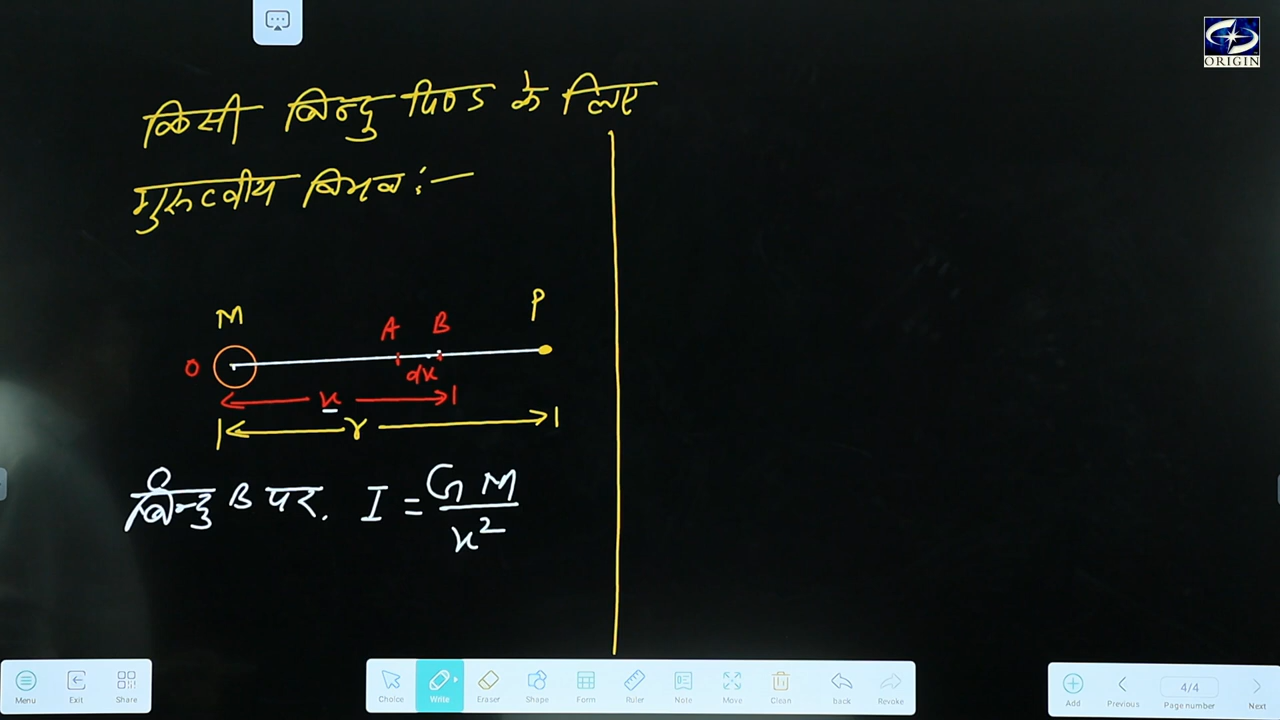 ORIGIN
किसी बिन्दु पिण्ड के लिए
गुरुत्वीय विभव :-
M A B P
O
dx
x
r
बिन्दु B पर. I = GM/x²
Menu Exit Share Choice Write Eraser Shape Form Ruler Note Move Clean back Revoke Add Previous 4/4 Page number Next